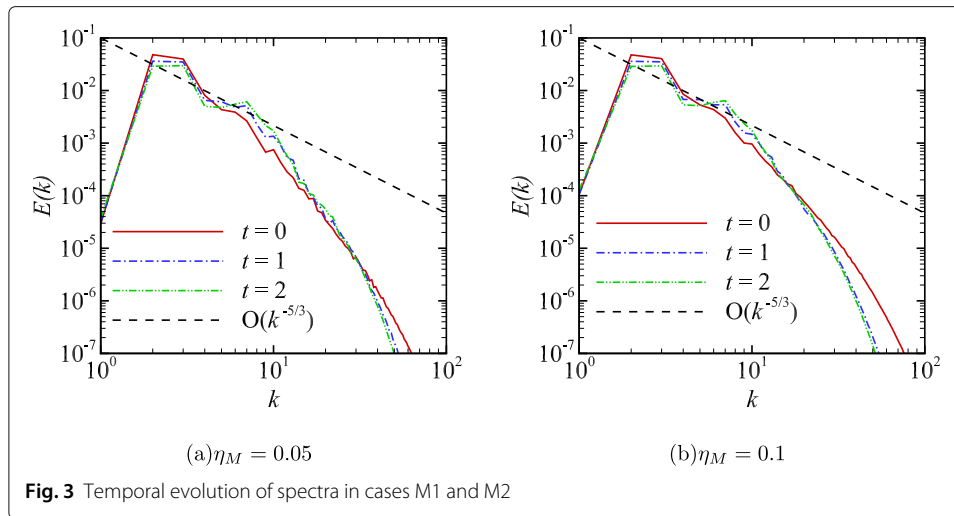 10^-1
10^-2
10^-3
10^-4
10^-5
10^-6
10^-7
E(k)
t = 0
t = 1
t = 2
O(k^-5/3)
10^0
10^1
10^2
k
(a)η_M = 0.05
10^-1
10^-2
10^-3
10^-4
10^-5
10^-6
10^-7
E(k)
t = 0
t = 1
t = 2
O(k^-5/3)
10^0
10^1
10^2
k
(b)η_M = 0.1
Fig. 3 Temporal evolution of spectra in cases M1 and M2